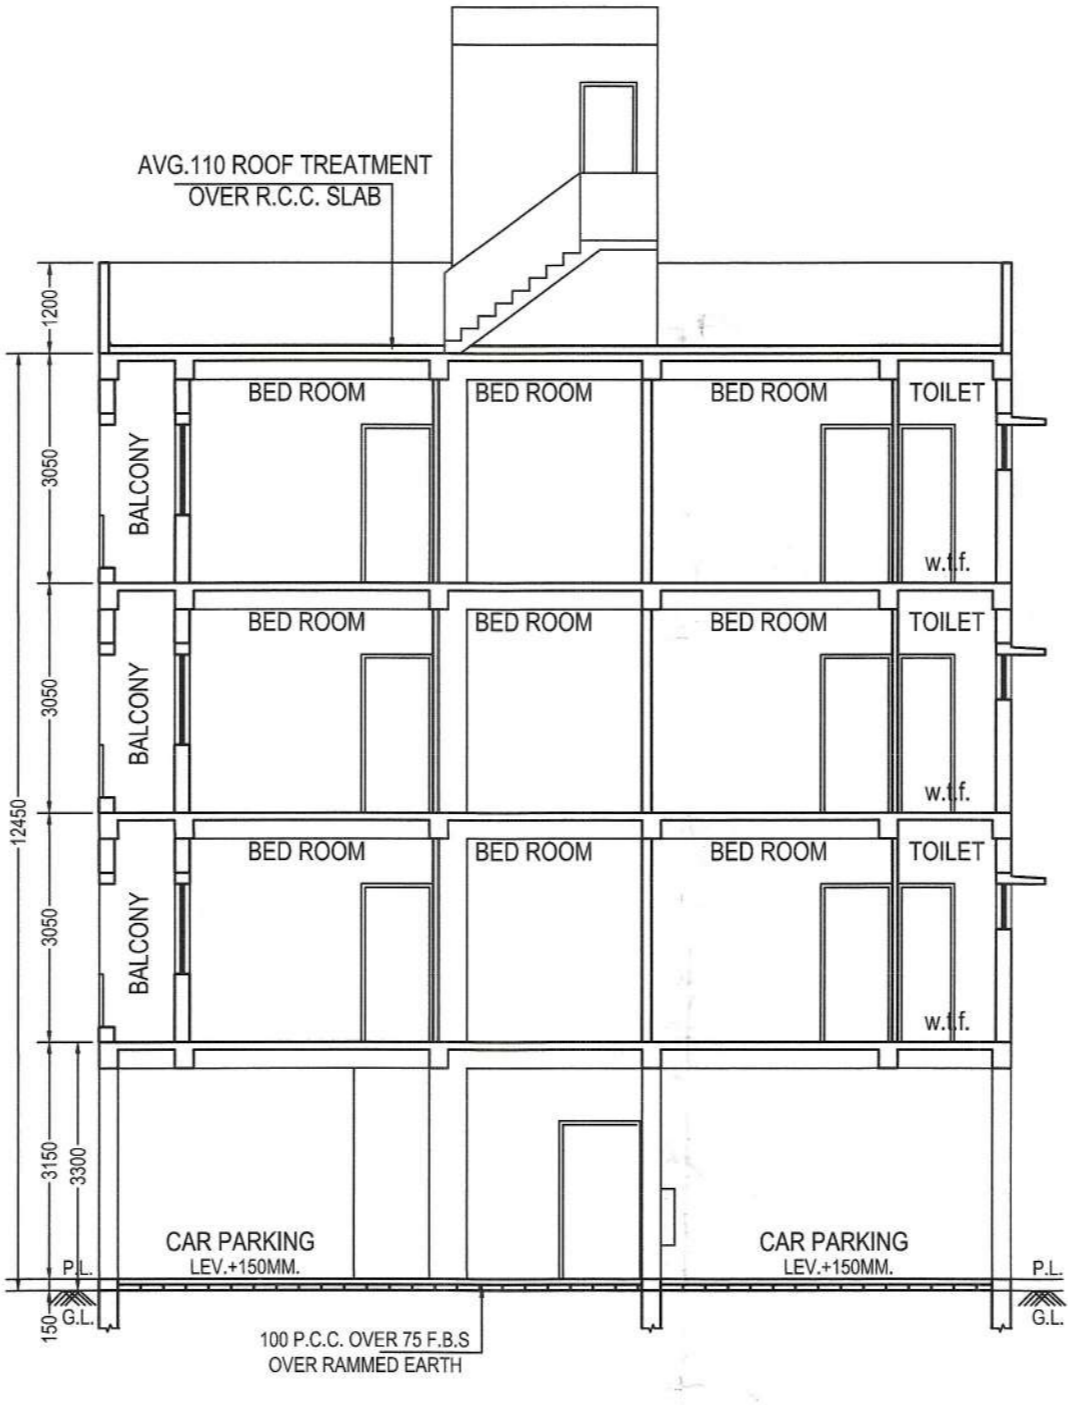 AVG.110 ROOF TREATMENT
OVER R.C.C. SLAB
1200
BED ROOM BED ROOM BED ROOM TOILET
BALCONY
3050
w.t.f.
BED ROOM BED ROOM BED ROOM TOILET
BALCONY
3050
w.t.f.
12450
BED ROOM BED ROOM BED ROOM TOILET
BALCONY
3050
w.t.f.
3150
3300
CAR PARKING
LEV.+150MM.
CAR PARKING
LEV.+150MM.
P.L.
G.L.
P.L.
G.L.
150
100 P.C.C. OVER 75 F.B.S
OVER RAMMED EARTH